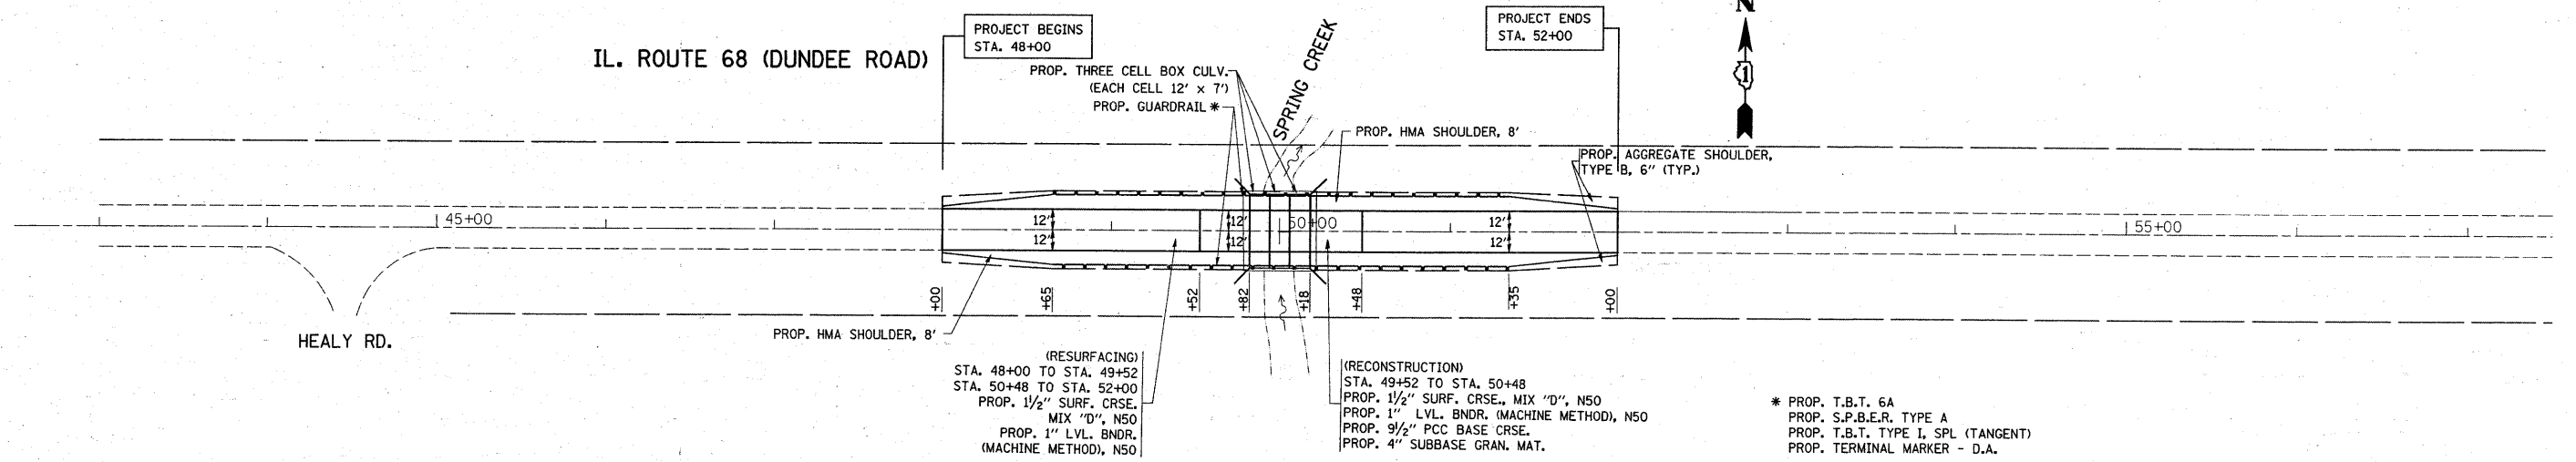 IL. ROUTE 68 (DUNDEE ROAD)
PROJECT BEGINS
STA. 48+00
PROP. THREE CELL BOX CULV.
(EACH CELL 12' x 7')
PROP. GUARDRAIL *
SPRING CREEK
PROP. HMA SHOULDER, 8'
PROJECT ENDS
STA. 52+00
N
1
PROP. AGGREGATE SHOULDER,
TYPE B, 6" (TYP.)
45+00
12'
12'
12'
12'
50+00
12'
12'
55+00
+00
+65
+52
+82
+18
+48
+35
+00
HEALY RD.
PROP. HMA SHOULDER, 8'
(RESURFACING)
STA. 48+00 TO STA. 49+52
STA. 50+48 TO STA. 52+00
PROP. 1½" SURF. CRSE.
MIX "D", N50
PROP. 1" LVL. BNDR.
(MACHINE METHOD), N50
(RECONSTRUCTION)
STA. 49+52 TO STA. 50+48
PROP. 1½" SURF. CRSE., MIX "D", N50
PROP. 1" LVL. BNDR. (MACHINE METHOD), N50
PROP. 9½" PCC BASE CRSE.
PROP. 4" SUBBASE GRAN. MAT.
* PROP. T.B.T. 6A
PROP. S.P.B.E.R. TYPE A
PROP. T.B.T. TYPE I, SPL (TANGENT)
PROP. TERMINAL MARKER - D.A.